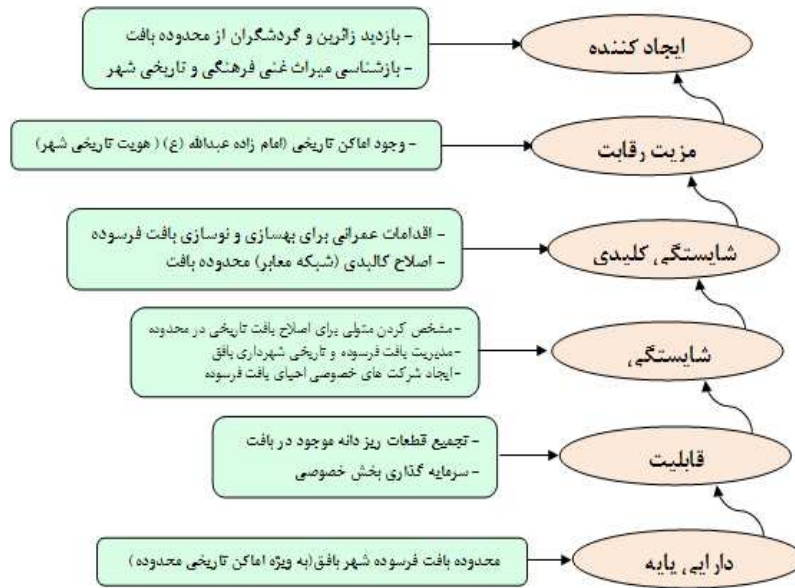 ایجاد کننده
- بازدید زائرین و گردشگران از محدوده بافت
- بازشناسی میراث غنی فرهنگی و تاریخی شهر
مزیت رقابت
- وجود اماکن تاریخی (امام زاده عبدالله (ع) ( هویت تاریخی شهر)
شایستگی کلیدی
- اقدامات عمرانی برای بهسازی و نوسازی بافت فرسوده
- اصلاح کالبدی (شبکه معابر) محدوده بافت
شایستگی
-مشخص کردن متولی برای اصلاح بافت تاریخی در محدوده
-مدیریت بافت فرسوده و تاریخی شهرداری بافق
-ایجاد شرکت های خصوصی احیای بافت فرسوده
قابلیت
- تجمیع قطعات ریز دانه موجود در بافت
- سرمایه گذاری بخش خصوصی
دارایی پایه
محدوده بافت فرسوده شهر بافق(به ویژه اماکن تاریخی محدوده)